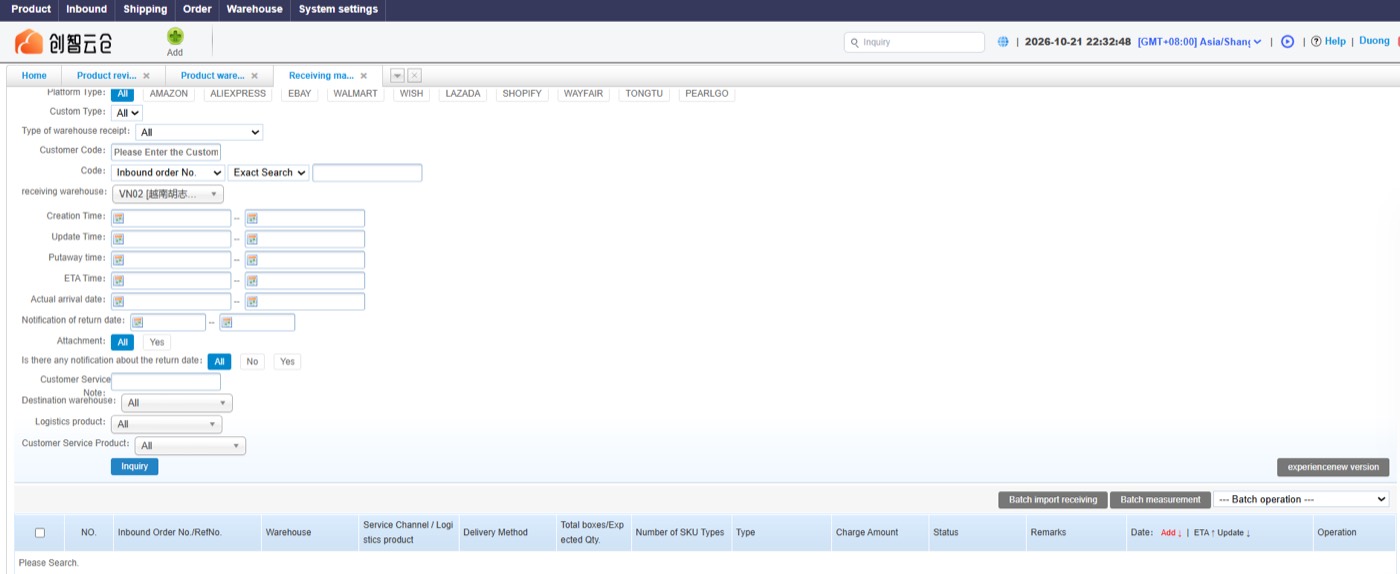 Product Inbound Shipping Order Warehouse System settings
创智云仓 Add Inquiry | 2026-10-21 22:32:48 [GMT+08:00] Asia/Shang | | Help | Duong
Home Product revi... Product ware... Receiving ma...
Platform Type: All AMAZON ALIEXPRESS EBAY WALMART WISH LAZADA SHOPIFY WAYFAIR TONGTU PEARLGO
Custom Type: All
Type of warehouse receipt: All
Customer Code: Please Enter the Custom
Code: Inbound order No. Exact Search
receiving warehouse: VN02 [越南胡志...
Creation Time: --
Update Time: --
Putaway time: --
ETA Time: --
Actual arrival date: --
Notification of return date: --
Attachment: All Yes
Is there any notification about the return date: All No Yes
Customer Service
Note:
Destination warehouse: All
Logistics product: All
Customer Service Product: All
Inquiry experiencenew version
Batch import receiving Batch measurement --- Batch operation ---
NO. Inbound Order No./RefNo. Warehouse Service Channel / Logi
stics product Delivery Method Total boxes/Exp
ected Qty. Number of SKU Types Type Charge Amount Status Remarks Date: Add↓ | ETA↑ Update↓ Operation
Please Search.